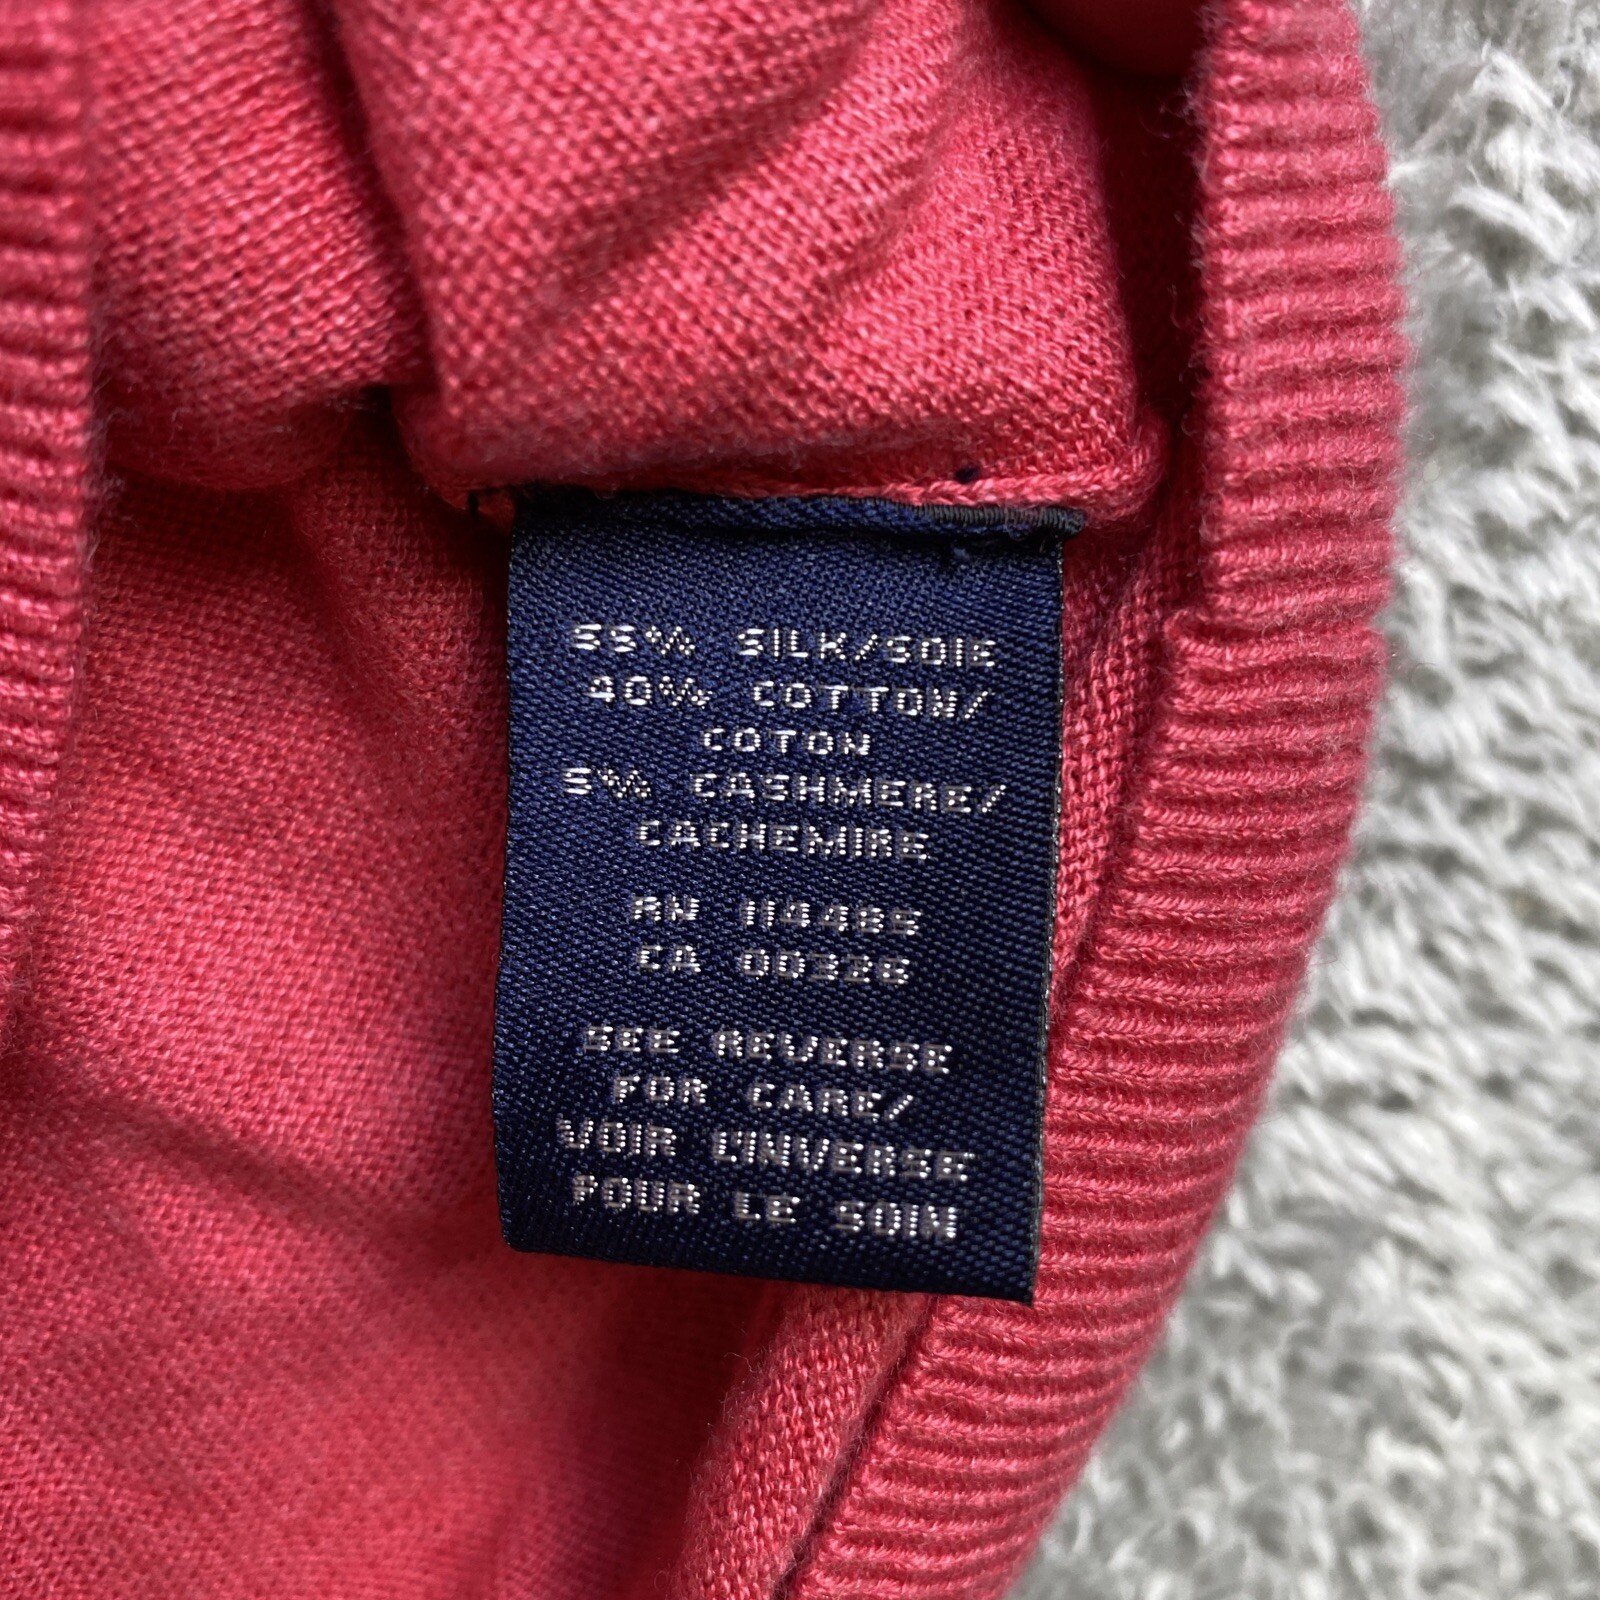 55% SILK/SOIE
40% COTTON/
COTON
5% CASHMERE/
CACHEMIRE
RN 114485
CA 00326
SEE REVERSE
FOR CARE/
VOIR L'INVERSE
POUR LE SOIN